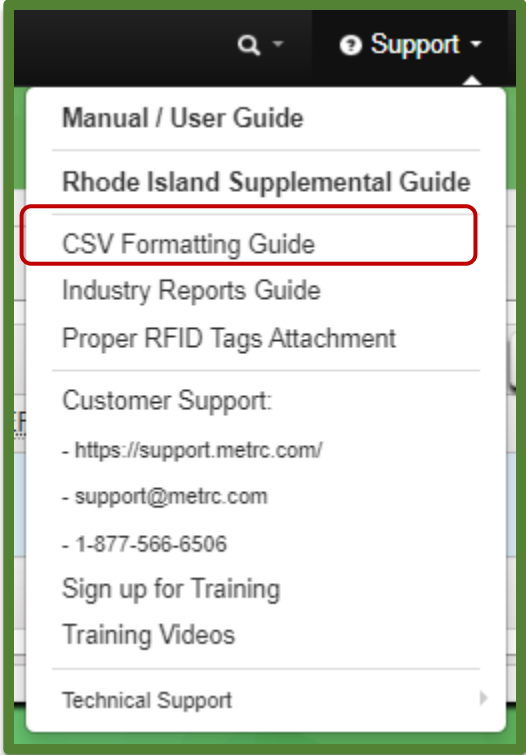 Support
Manual / User Guide
Rhode Island Supplemental Guide
CSV Formatting Guide
Industry Reports Guide
Proper RFID Tags Attachment
Customer Support:
- https://support.metrc.com/
- support@metrc.com
- 1-877-566-6506
Sign up for Training
Training Videos
Technical Support